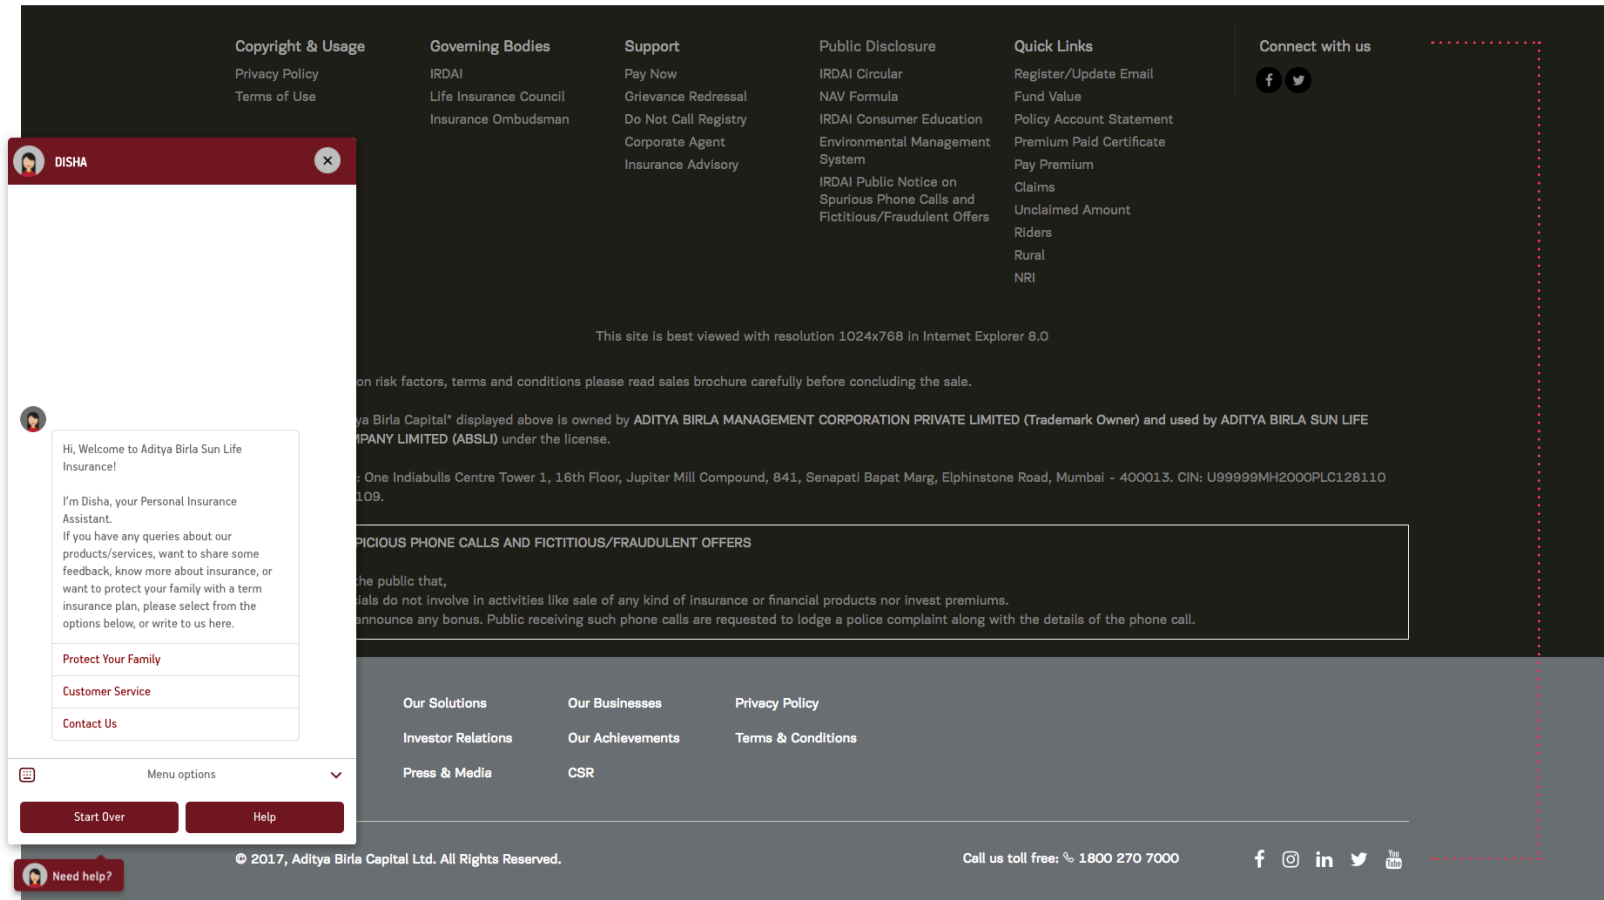 Copyright & Usage
Privacy Policy
Terms of Use
Governing Bodies
IRDAI
Life Insurance Council
Insurance Ombudsman
Support
Pay Now
Grievance Redressal
Do Not Call Registry
Corporate Agent
Insurance Advisory
Public Disclosure
IRDAI Circular
NAV Formula
IRDAI Consumer Education
Environmental Management
System
IRDAI Public Notice on
Spurious Phone Calls and
Fictitious/Fraudulent Offers
Quick Links
Register/Update Email
Fund Value
Policy Account Statement
Premium Paid Certificate
Pay Premium
Claims
Unclaimed Amount
Riders
Rural
NRI
Connect with us
This site is best viewed with resolution 1024x768 in Internet Explorer 8.0
on risk factors, terms and conditions please read sales brochure carefully before concluding the sale.
ya Birla Capital" displayed above is owned by ADITYA BIRLA MANAGEMENT CORPORATION PRIVATE LIMITED (Trademark Owner) and used by ADITYA BIRLA SUN LIFE
MPANY LIMITED (ABSLI) under the license.
: One Indiabulls Centre Tower 1, 16th Floor, Jupiter Mill Compound, 841, Senapati Bapat Marg, Elphinstone Road, Mumbai - 400013. CIN: U99999MH2000PLC128110
109.
PICIOUS PHONE CALLS AND FICTITIOUS/FRAUDULENT OFFERS
the public that,
ials do not involve in activities like sale of any kind of insurance or financial products nor invest premiums.
announce any bonus. Public receiving such phone calls are requested to lodge a police complaint along with the details of the phone call.
DISHA
Hi, Welcome to Aditya Birla Sun Life
Insurance!
I'm Disha, your Personal Insurance
Assistant.
If you have any queries about our
products/services, want to share some
feedback, know more about insurance, or
want to protect your family with a term
insurance plan, please select from the
options below, or write to us here.
Protect Your Family
Customer Service
Contact Us
Menu options
Start Over
Help
Need help?
Our Solutions
Investor Relations
Press & Media
Our Businesses
Our Achievements
CSR
Privacy Policy
Terms & Conditions
© 2017, Aditya Birla Capital Ltd. All Rights Reserved.
Call us toll free: 1800 270 7000
You
Tube